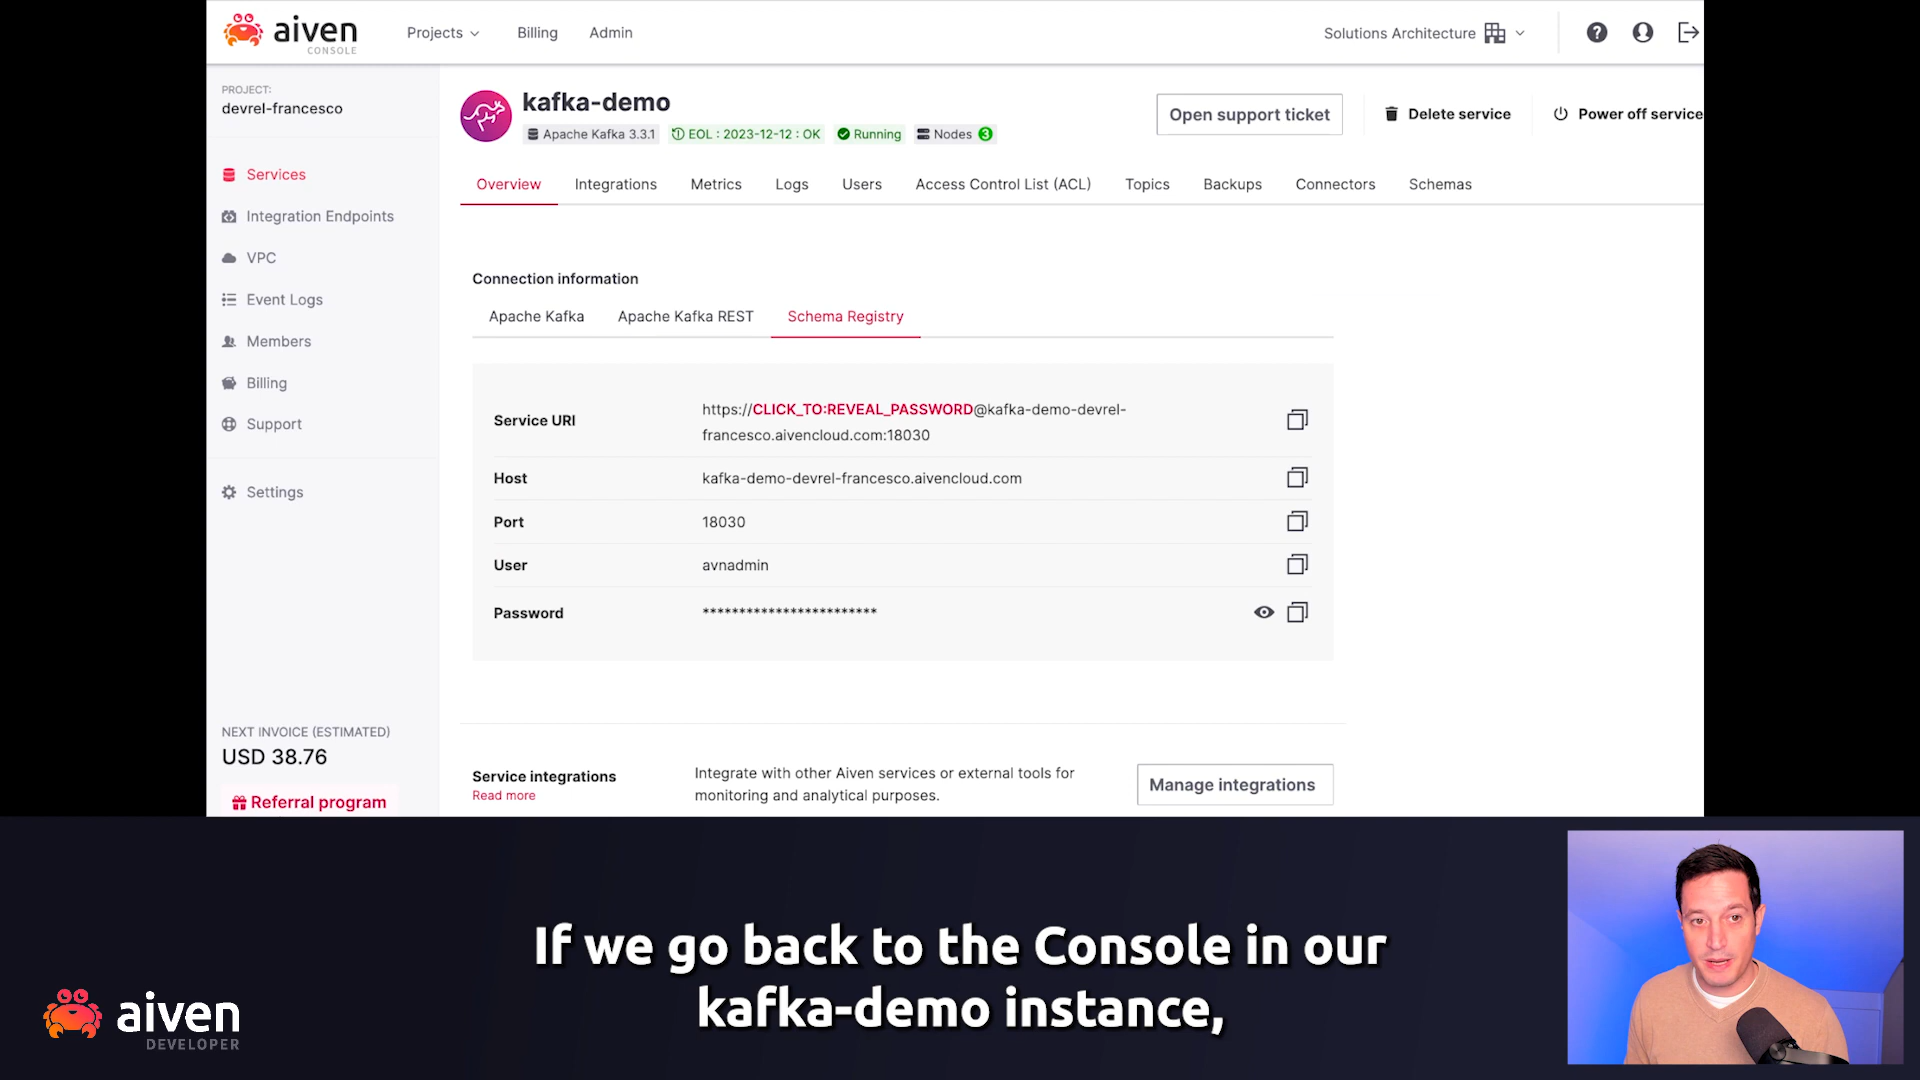 aiven
CONSOLE
Projects
Billing
Admin
Solutions Architecture
PROJECT:
devrel-francesco
Services
Integration Endpoints
VPC
Event Logs
Members
Billing
Support
Settings
NEXT INVOICE (ESTIMATED)
USD 38.76
Referral program
kafka-demo
Apache Kafka 3.3.1
EOL : 2023-12-12 : OK
Running
Nodes 3
Open support ticket
Delete service
Power off service
Overview
Integrations
Metrics
Logs
Users
Access Control List (ACL)
Topics
Backups
Connectors
Schemas
Connection information
Apache Kafka
Apache Kafka REST
Schema Registry
Service URI
https://CLICK_TO:REVEAL_PASSWORD@kafka-demo-devrel-
francesco.aivencloud.com:18030
Host
kafka-demo-devrel-francesco.aivencloud.com
Port
18030
User
avnadmin
Password
************************
Service integrations
Read more
Integrate with other Aiven services or external tools for
monitoring and analytical purposes.
Manage integrations
If we go back to the Console in our
kafka-demo instance,
aiven
DEVELOPER